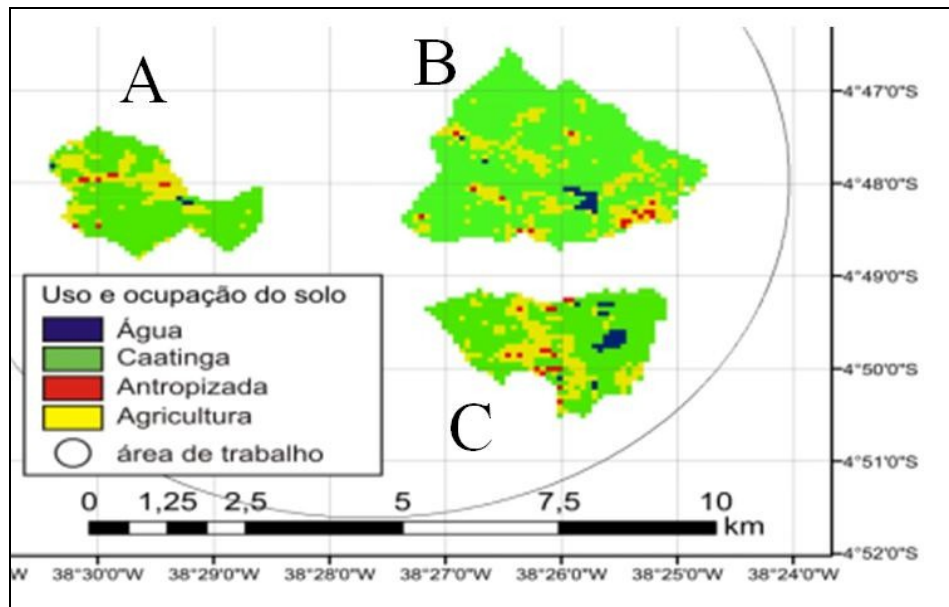 A
B
C
4°47'0"S
4°48'0"S
4°49'0"S
4°50'0"S
4°51'0"S
4°52'0"S
Uso e ocupação do solo
Água
Caatinga
Antropizada
Agricultura
área de trabalho
0 1,25 2,5 5 7,5 10
km
W 38°30'0"W 38°29'0"W 38°28'0"W 38°27'0"W 38°26'0"W 38°25'0"W 38°24'0"W